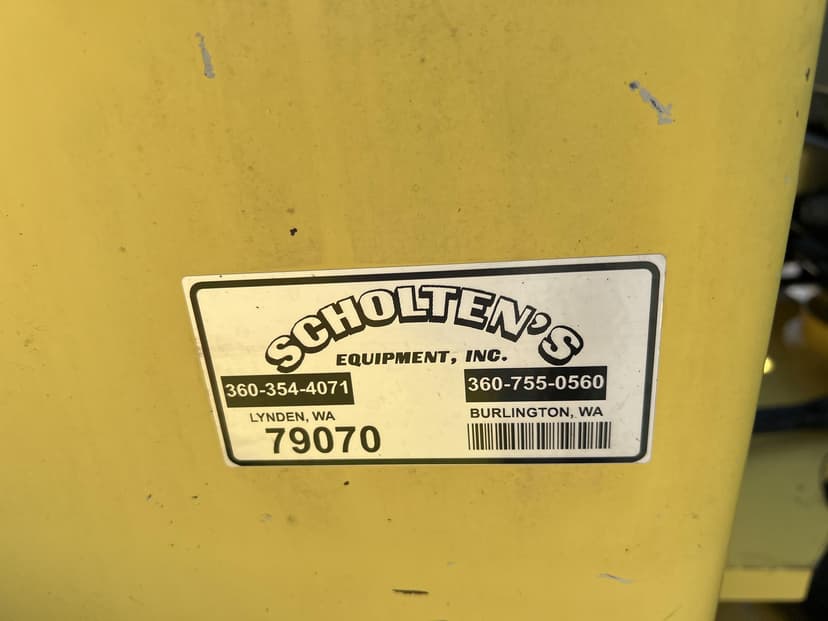 SCHOLTEN'S
EQUIPMENT, INC.
360-354-4071 360-755-0560
LYNDEN, WA BURLINGTON, WA
79070